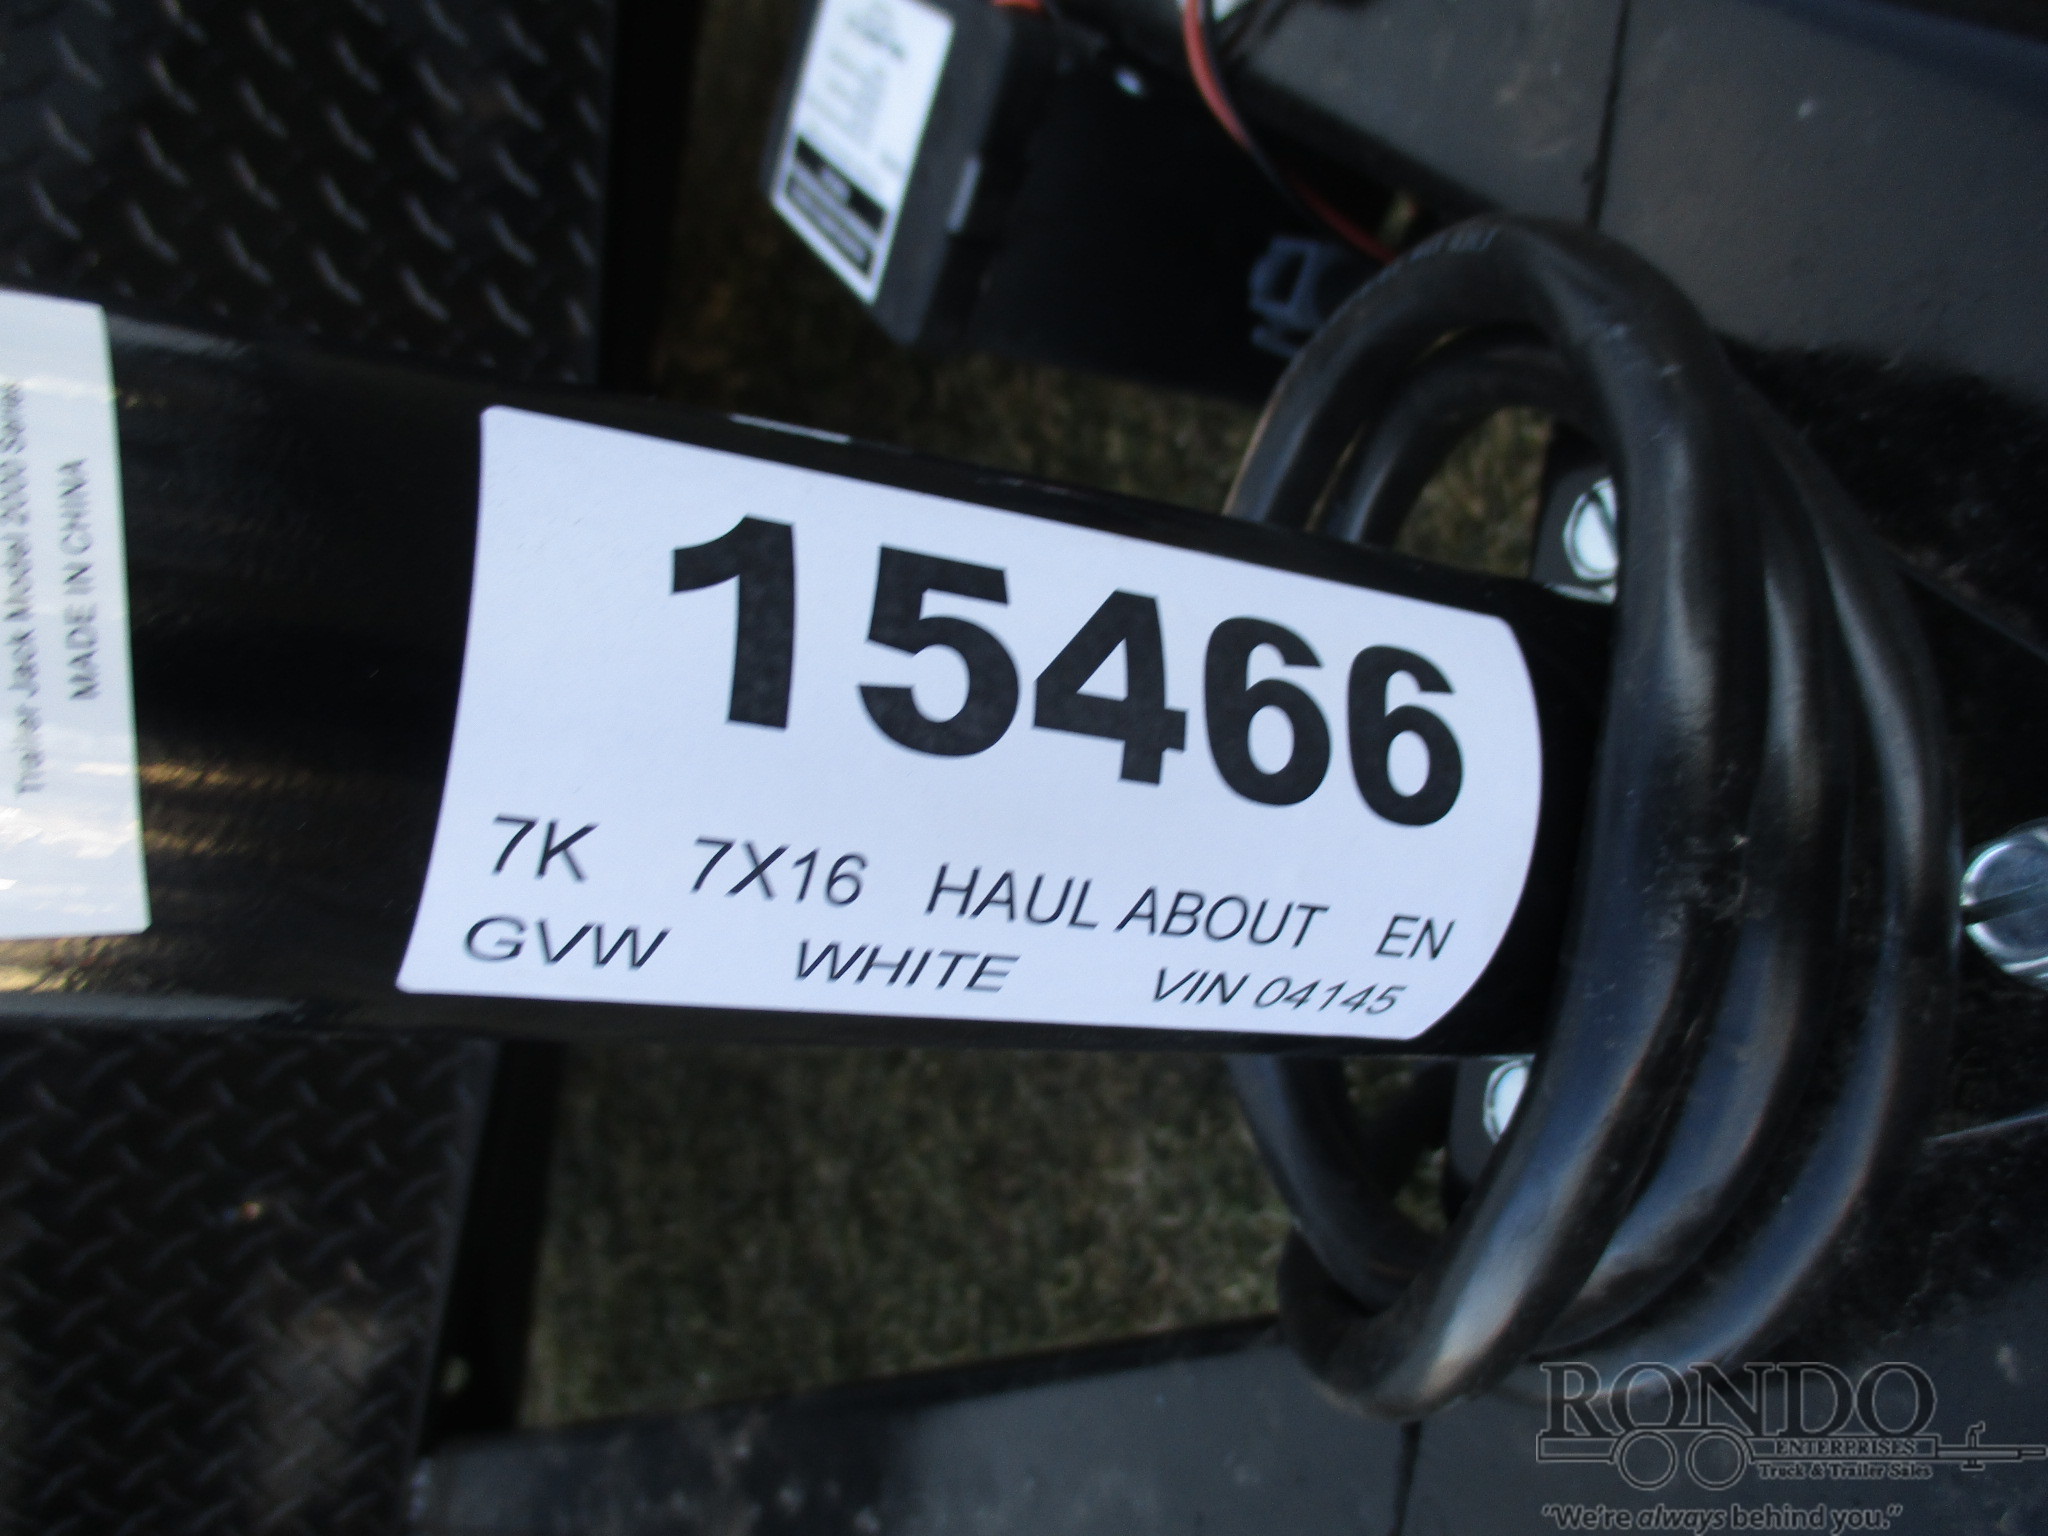 15466
7K 7X16 HAUL ABOUT EN
GVW WHITE VIN 04145
Trailer Jack Model 2000 Series
MADE IN CHINA
RONDO
ENTERPRISES
Truck & Trailer Sales
"We're always behind you."